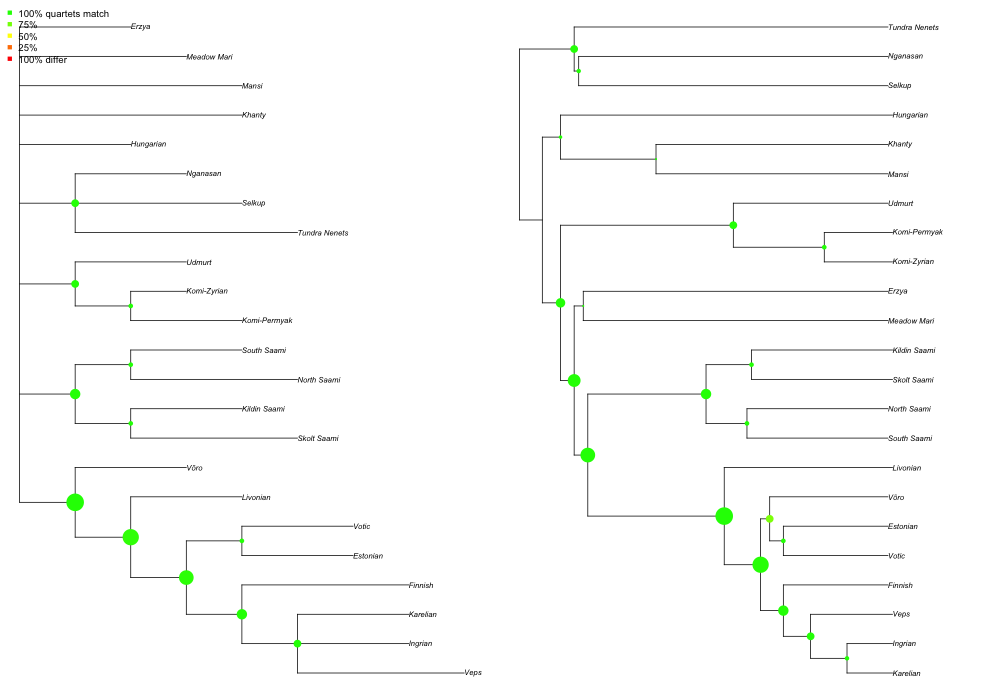 100% quartets match
75%
50%
25%
100% differ
Erzya
Meadow Mari
Mansi
Khanty
Hungarian
Nganasan
Selkup
Tundra Nenets
Udmurt
Komi-Zyrian
Komi-Permyak
South Saami
North Saami
Kildin Saami
Skolt Saami
Võro
Livonian
Votic
Estonian
Finnish
Karelian
Ingrian
Veps
Tundra Nenets
Nganasan
Selkup
Hungarian
Khanty
Mansi
Udmurt
Komi-Permyak
Komi-Zyrian
Erzya
Meadow Mari
Kildin Saami
Skolt Saami
North Saami
South Saami
Livonian
Võro
Estonian
Votic
Finnish
Veps
Ingrian
Karelian